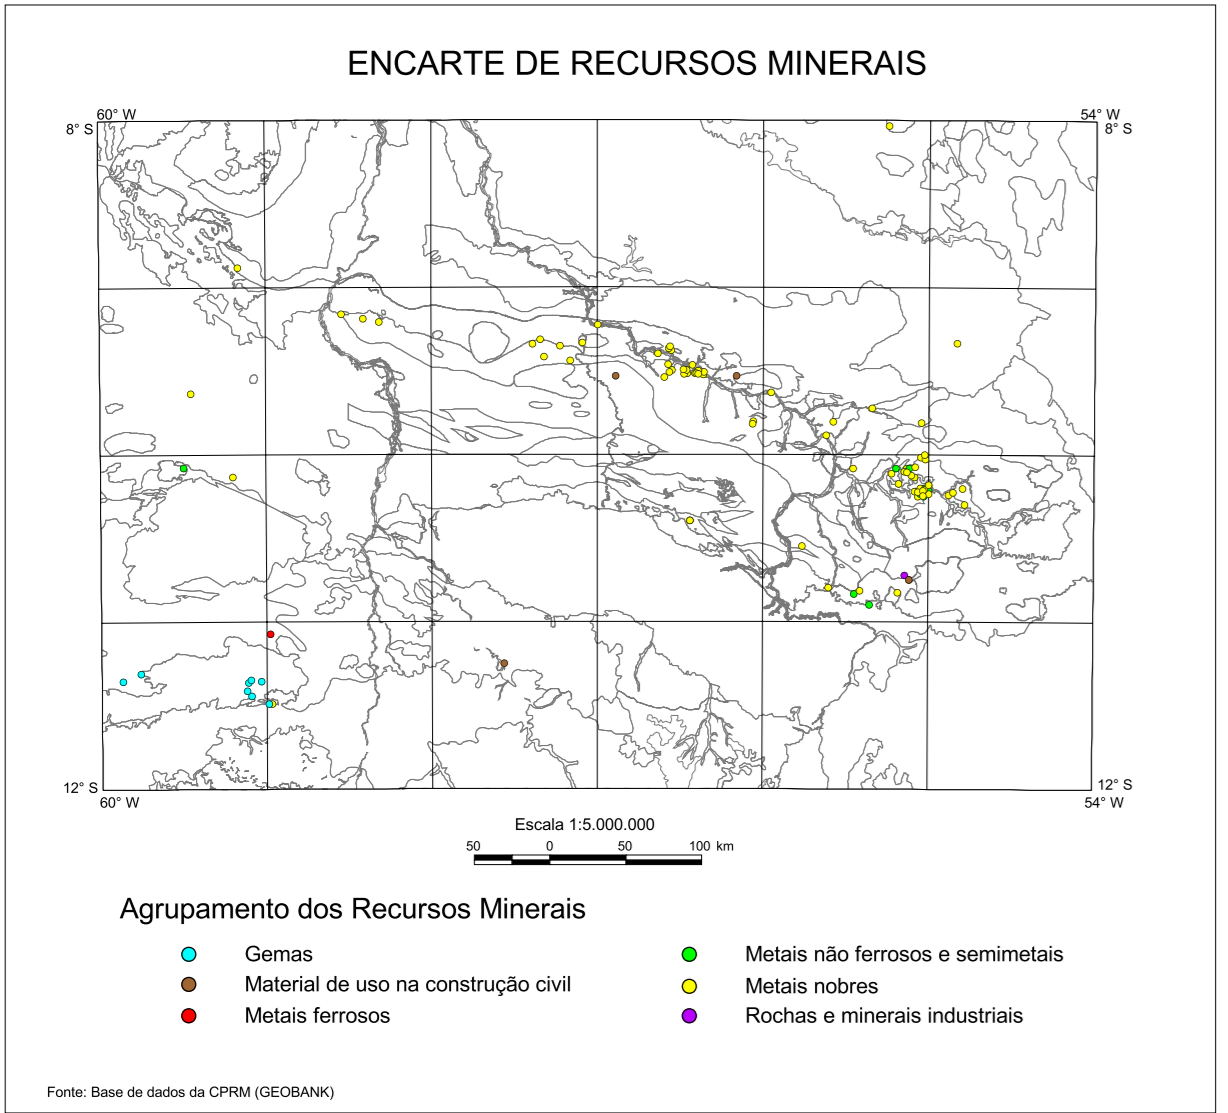 ENCARTE DE RECURSOS MINERAIS
60° W
54° W
8° S
8° S
12° S
12° S
60° W
54° W
Escala 1:5.000.000
50 0 50 100 km
Agrupamento dos Recursos Minerais
Gemas
Metais não ferrosos e semimetais
Material de uso na construção civil
Metais nobres
Metais ferrosos
Rochas e minerais industriais
Fonte: Base de dados da CPRM (GEOBANK)